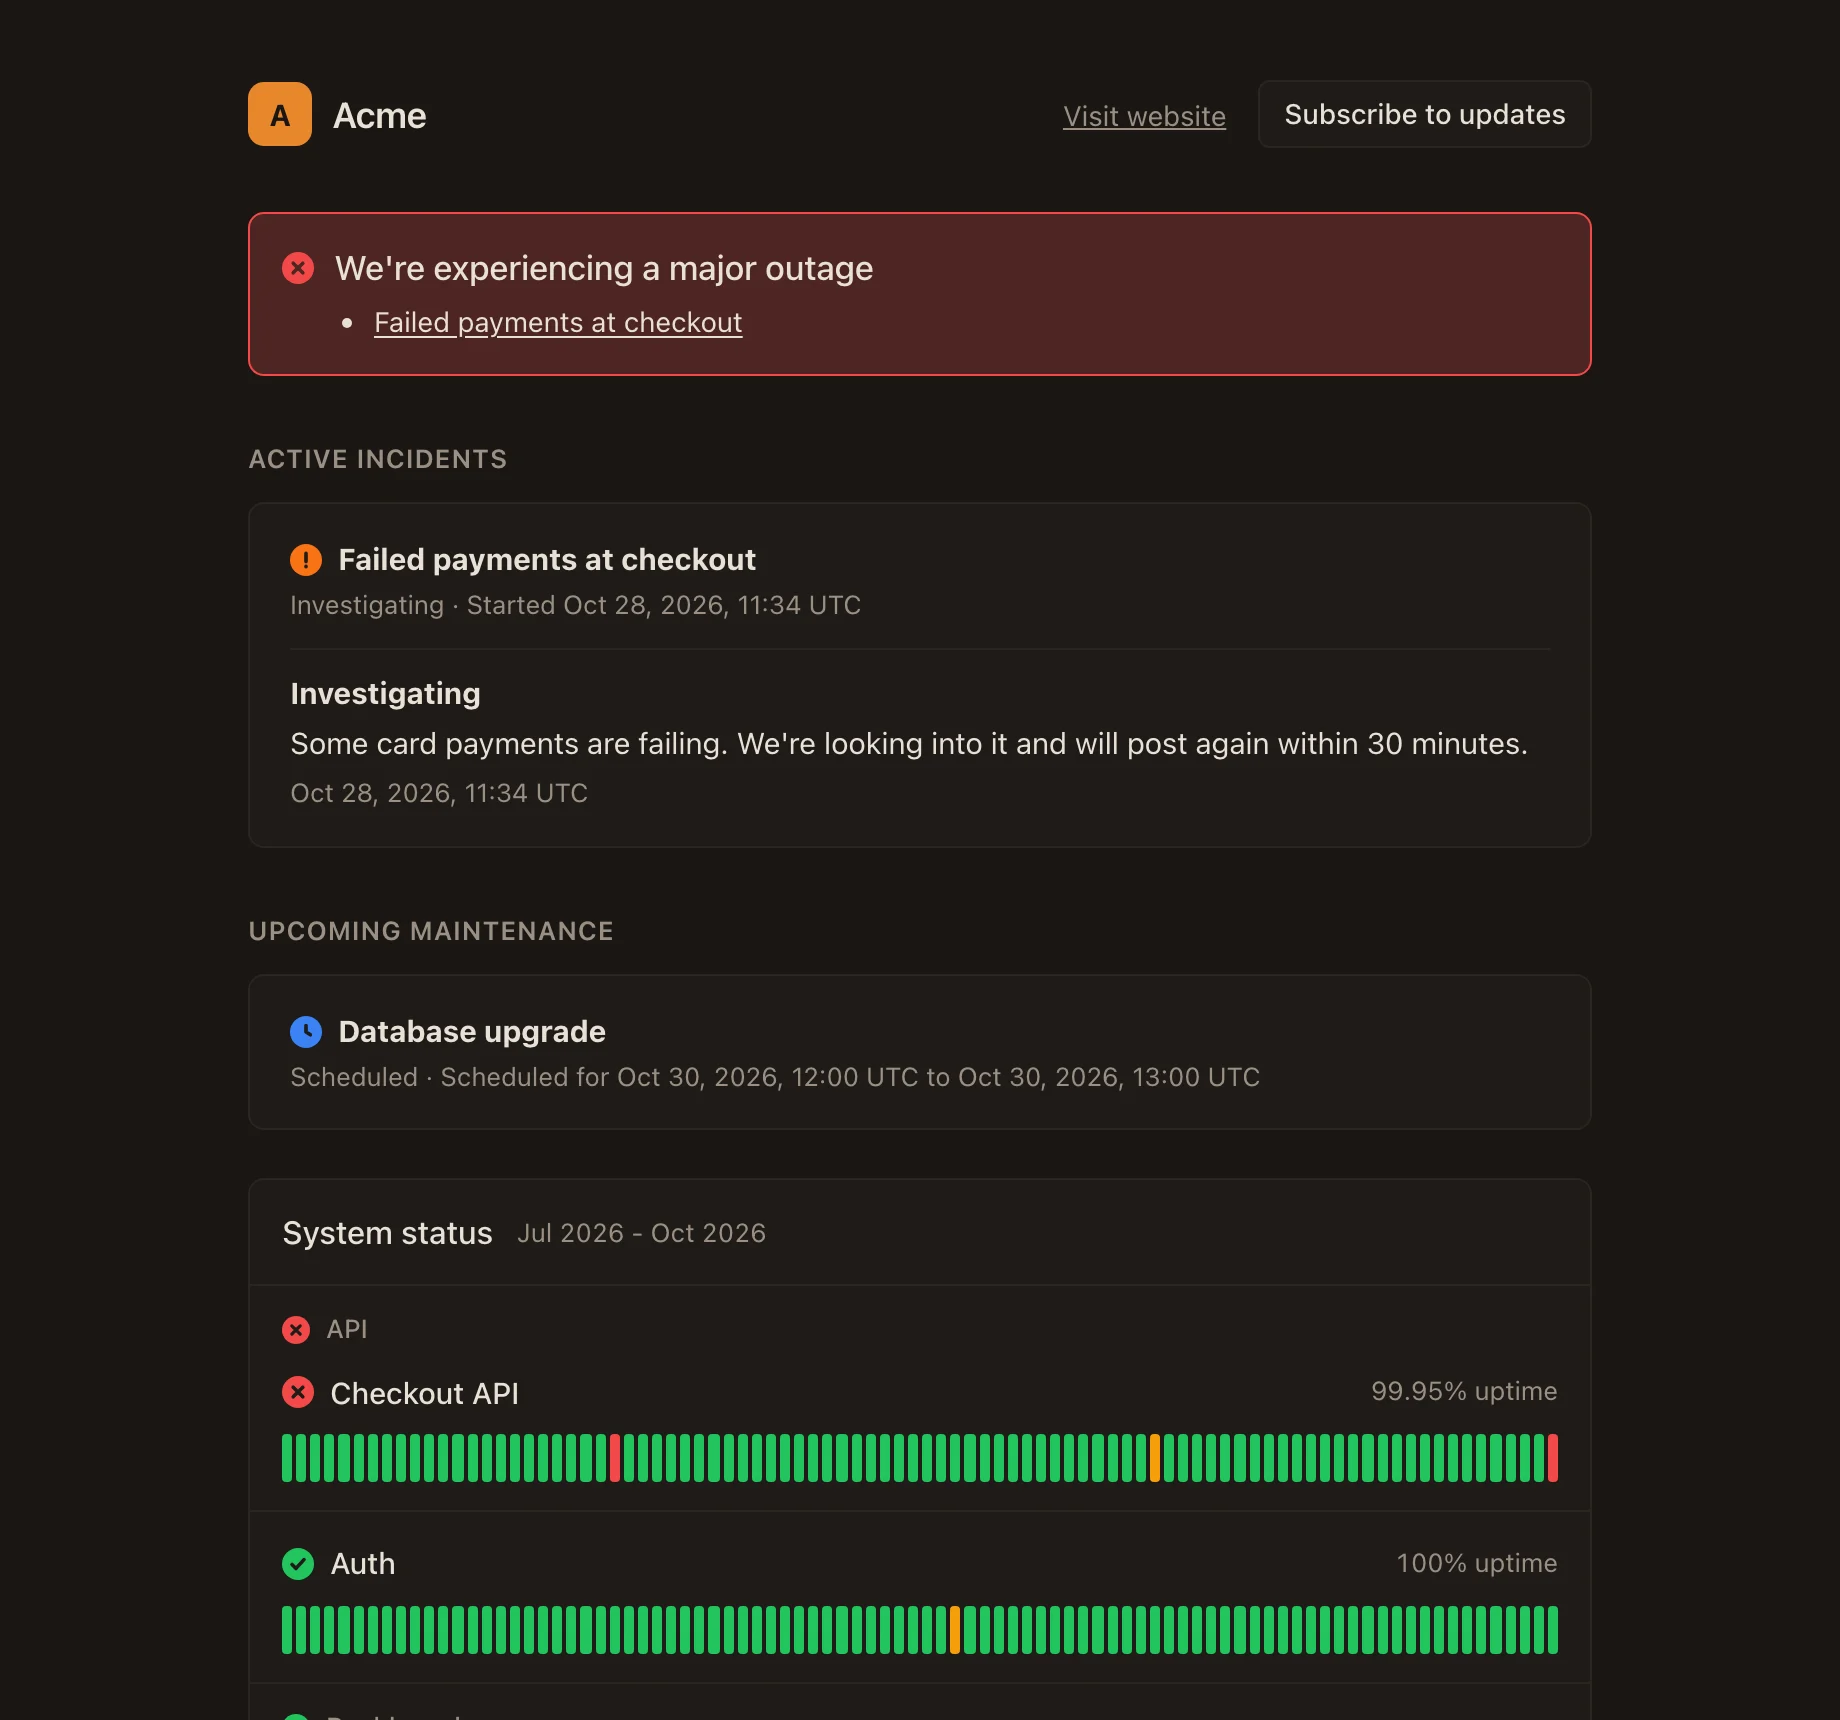 A Acme
Visit website
Subscribe to updates
We're experiencing a major outage
• Failed payments at checkout
ACTIVE INCIDENTS
Failed payments at checkout
Investigating · Started Oct 28, 2026, 11:34 UTC
Investigating
Some card payments are failing. We're looking into it and will post again within 30 minutes.
Oct 28, 2026, 11:34 UTC
UPCOMING MAINTENANCE
Database upgrade
Scheduled · Scheduled for Oct 30, 2026, 12:00 UTC to Oct 30, 2026, 13:00 UTC
System status Jul 2026 - Oct 2026
API
Checkout API 99.95% uptime
Auth 100% uptime